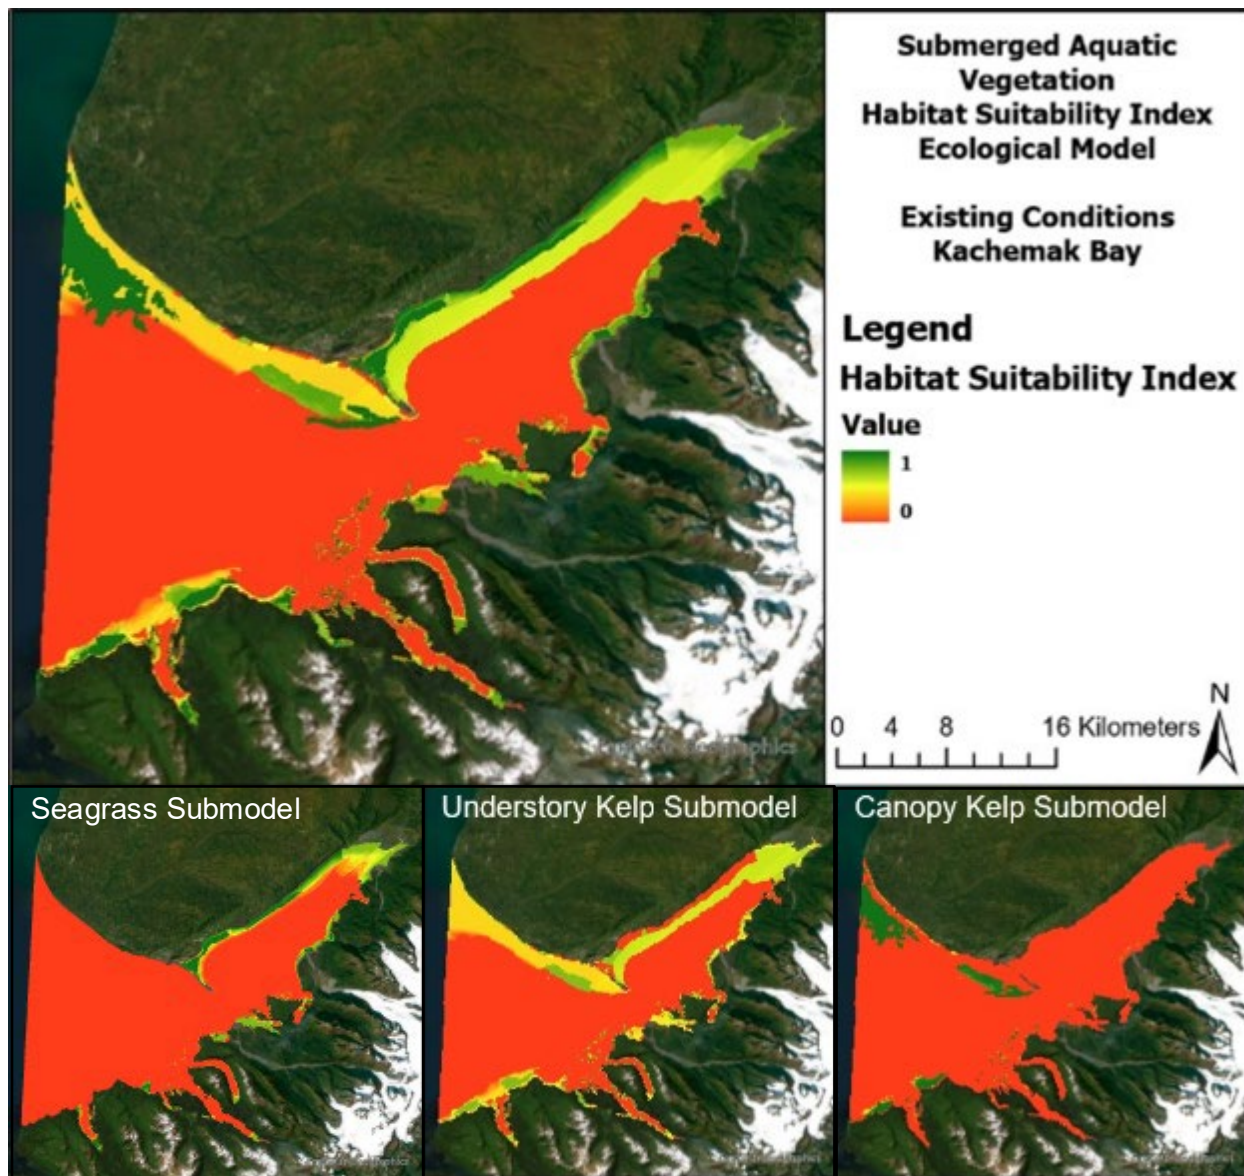 Submerged Aquatic
Vegetation
Habitat Suitability Index
Ecological Model
Existing Conditions
Kachemak Bay
Legend
Habitat Suitability Index
Value
1
0
N
0 4 8 16 Kilometers
Seagrass Submodel
Understory Kelp Submodel
Canopy Kelp Submodel